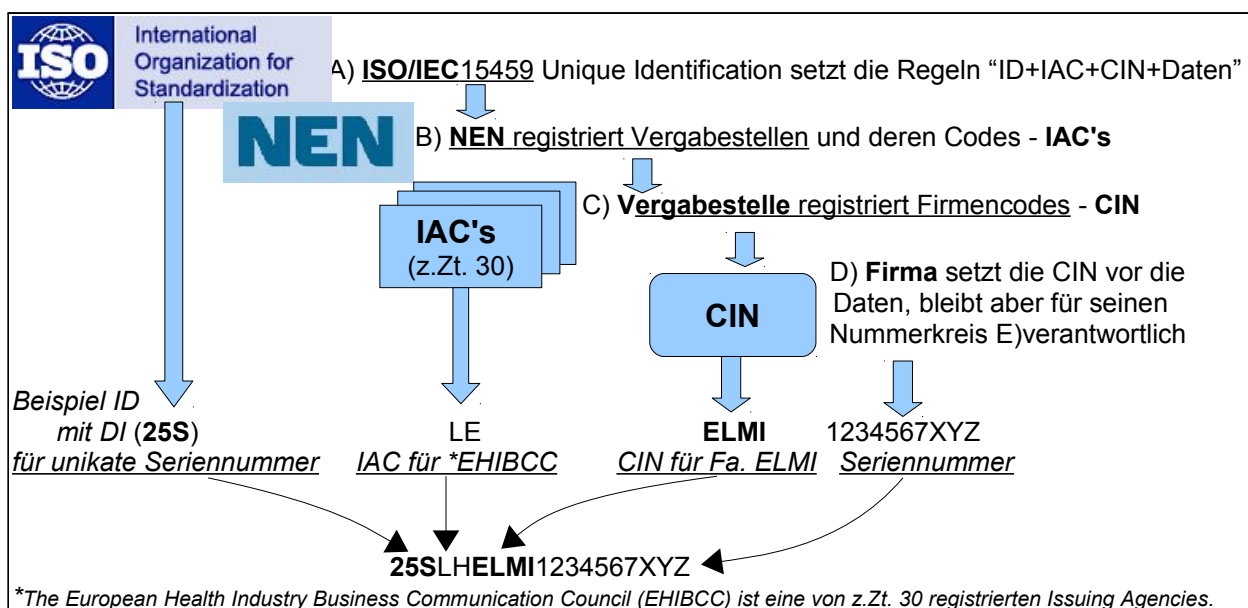 ISO
International
Organization for
Standardization
A) ISO/IEC15459 Unique Identification setzt die Regeln “ID+IAC+CIN+Daten”
NEN
B) NEN registriert Vergabestellen und deren Codes - IAC's
C) Vergabestelle registriert Firmencodes - CIN
IAC's
(z.Zt. 30)
CIN
D) Firma setzt die CIN vor die
Daten, bleibt aber für seinen
Nummerkreis E)verantwortlich
Beispiel ID
mit DI (25S)
für unikate Seriennummer
LE
IAC für *EHIBCC
ELMI
CIN für Fa. ELMI
1234567XYZ
Seriennummer
25SLHELMI1234567XYZ
*The European Health Industry Business Communication Council (EHIBCC) ist eine von z.Zt. 30 registrierten Issuing Agencies.